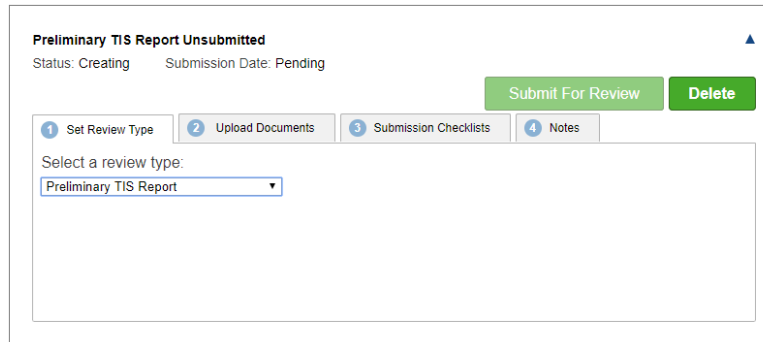 Preliminary TIS Report Unsubmitted
Status: Creating Submission Date: Pending
Submit For Review Delete
1 Set Review Type 2 Upload Documents 3 Submission Checklists 4 Notes
Select a review type:
Preliminary TIS Report